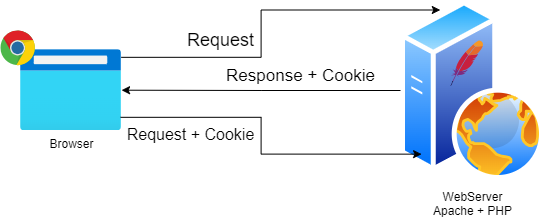 Request
Response + Cookie
Request + Cookie
Browser
WebServer
Apache + PHP